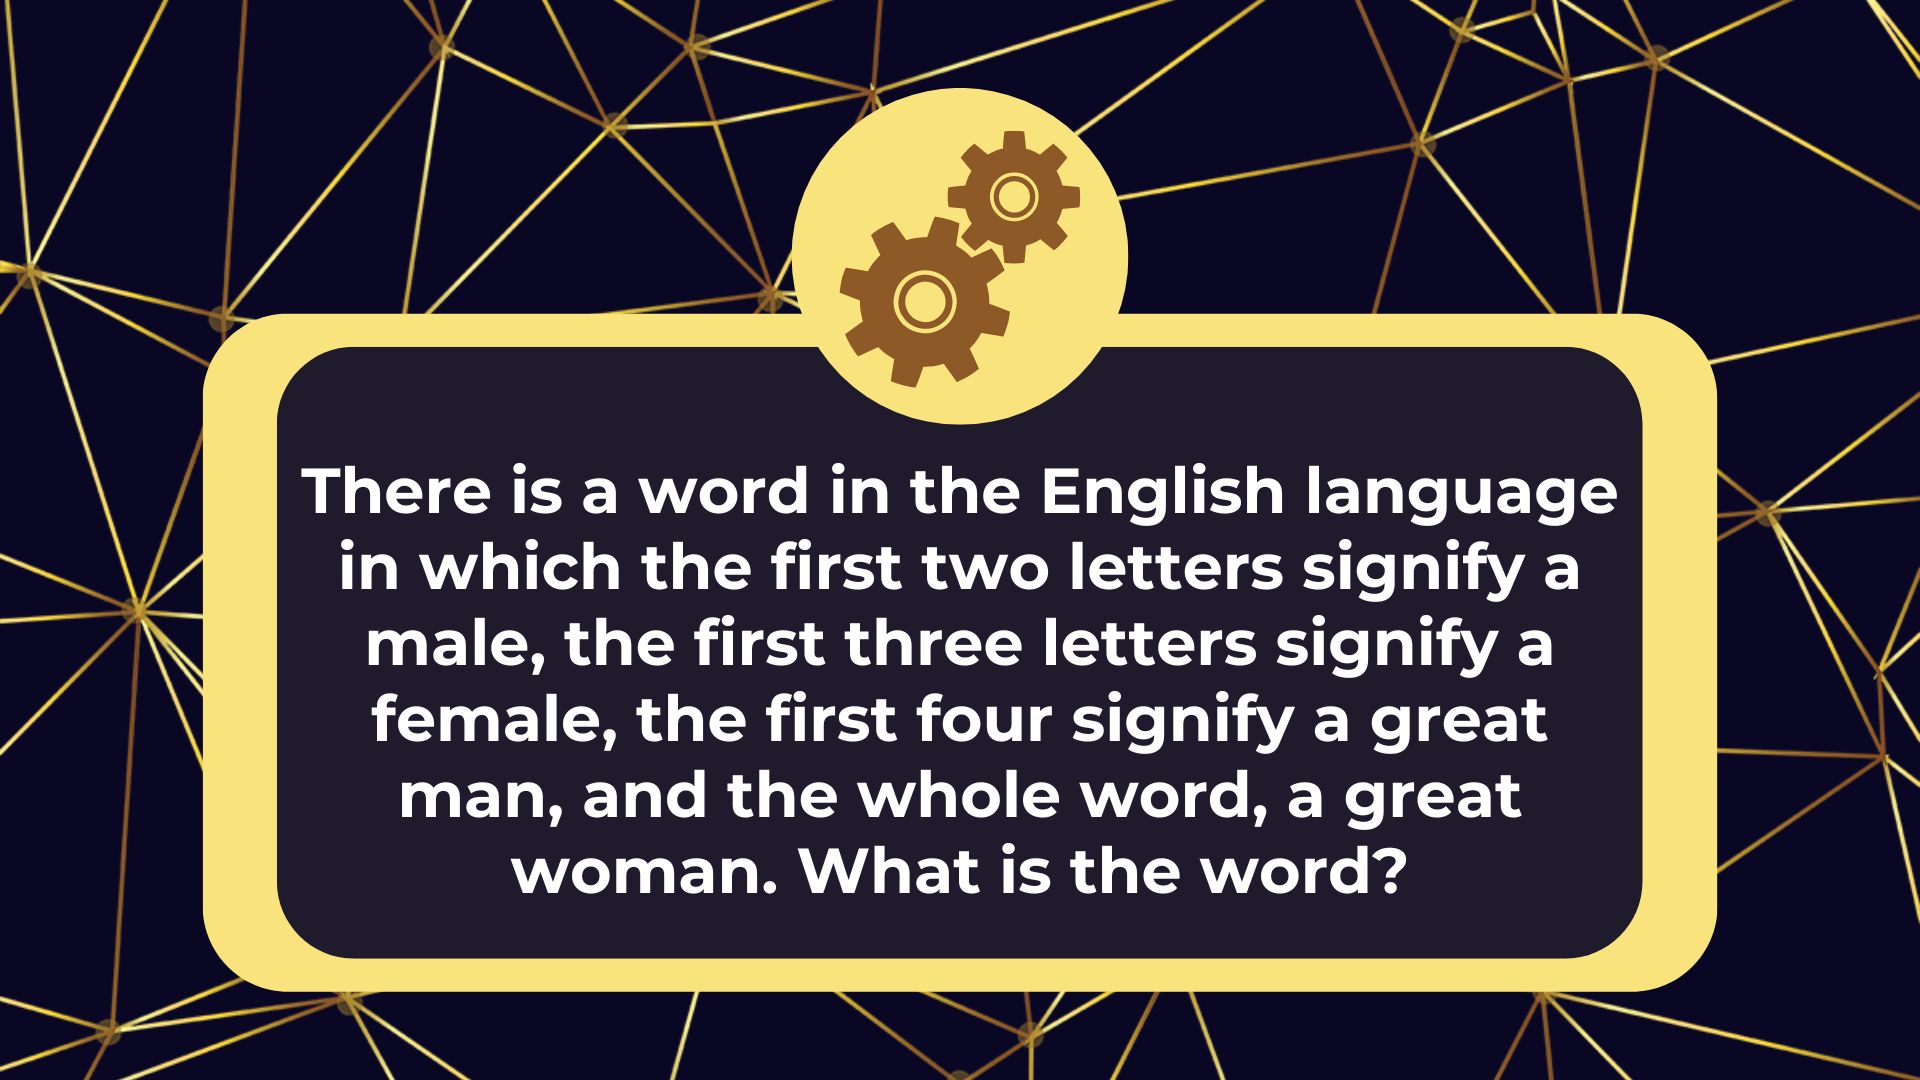 There is a word in the English language
in which the first two letters signify a
male, the first three letters signify a
female, the first four signify a great
man, and the whole word, a great
woman. What is the word?